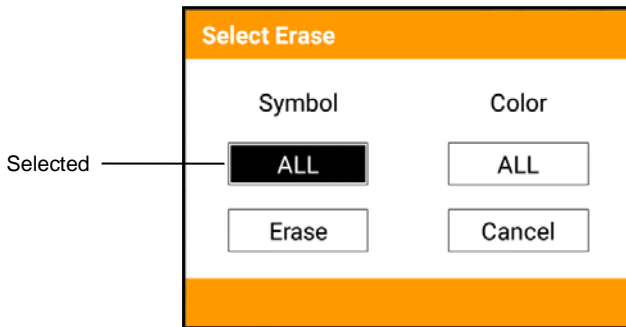 Select Erase
Symbol Color
Selected ALL ALL
Erase Cancel